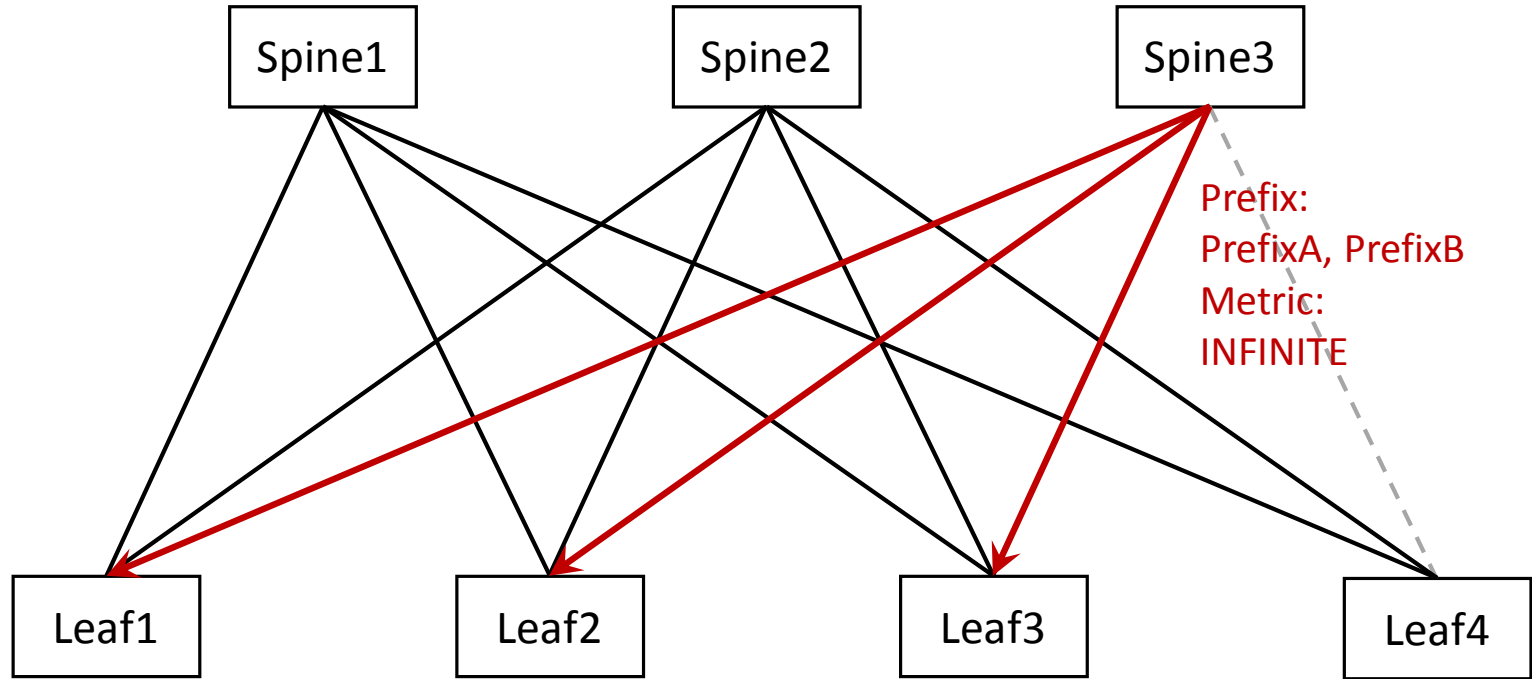 Spine1
Spine2
Spine3
Prefix:
PrefixA, PrefixB
Metric:
INFINITE
Leaf1
Leaf2
Leaf3
Leaf4